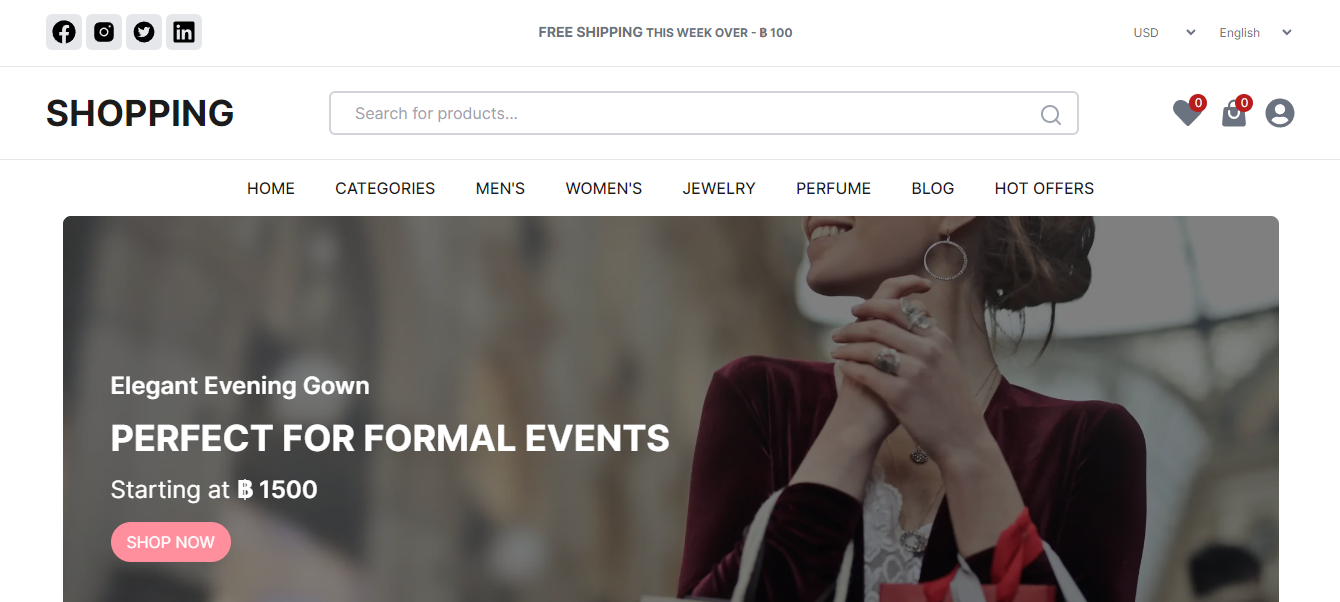 FREE SHIPPING THIS WEEK OVER - ฿ 100
USD
English
SHOPPING
Search for products...
0
0
HOME CATEGORIES MEN'S WOMEN'S JEWELRY PERFUME BLOG HOT OFFERS
Elegant Evening Gown
PERFECT FOR FORMAL EVENTS
Starting at ฿ 1500
SHOP NOW